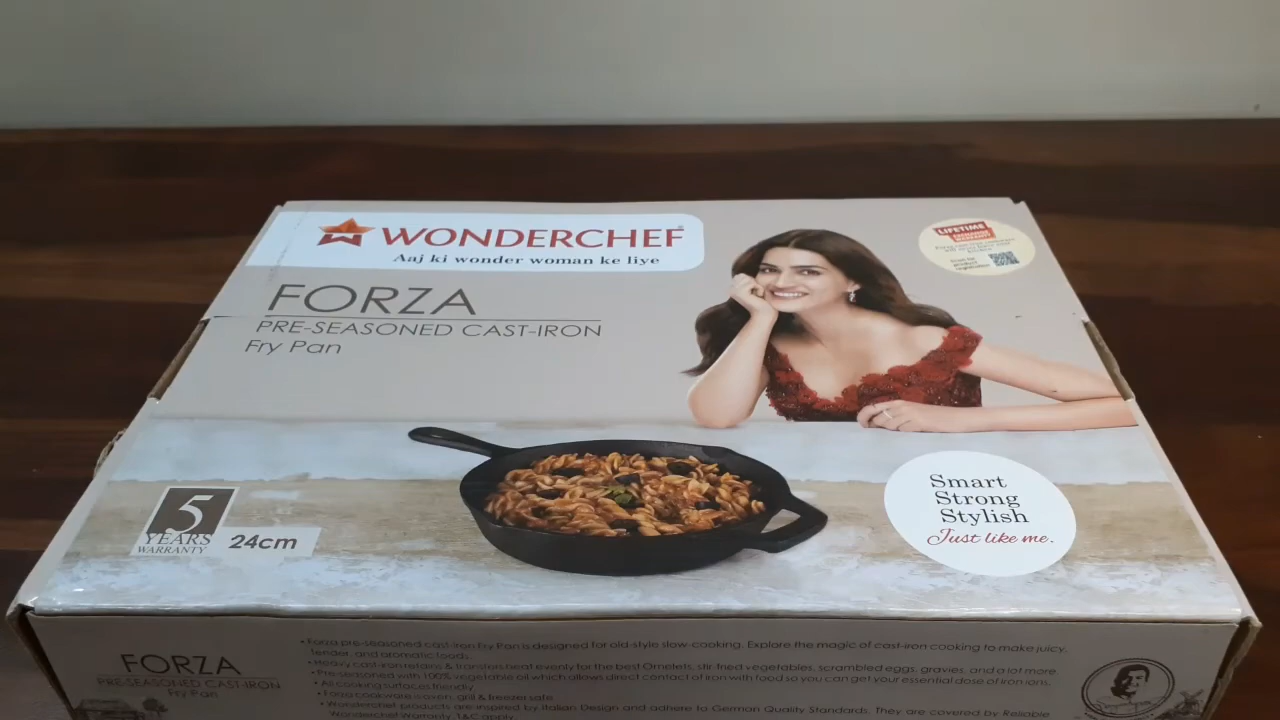 WONDERCHEF
Aaj ki wonder woman ke liye
FORZA
PRE-SEASONED CAST-IRON
Fry Pan
LIFETIME
EXCHANGE
WARRANTY
5
YEARS
WARRANTY
24cm
Smart
Strong
Stylish
Just like me.
FORZA
PRE-SEASONED CAST-IRON
Fry Pan
• Forza pre-seasoned cast-iron Fry Pan is designed for old-style slow-cooking. Explore the magic of cast-iron cooking to make juicy,
tender, and aromatic foods.
• Heavy cast-iron retains & transfers heat evenly for the best Omelets, stir-fried vegetables, scrambled eggs, gravies, and a lot more.
• Pre-seasoned with 100% vegetable oil which allows direct contact of iron with food so you can get your essential dose of iron ions.
• All cooking surfaces friendly
• Forza cookware is oven, grill & freezer safe
• Wonderchef products are inspired by Italian Design and adhere to German Quality Standards. They are covered by Reliable
Wonderchef Warranty. T&C apply.